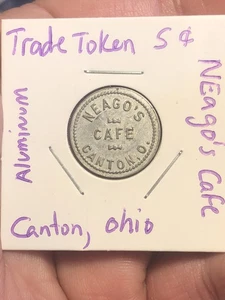 Trade Token 5¢
NEAGO'S
CAFE
CANTON, O.
Aluminum
NEago's Cafe
Canton, ohio